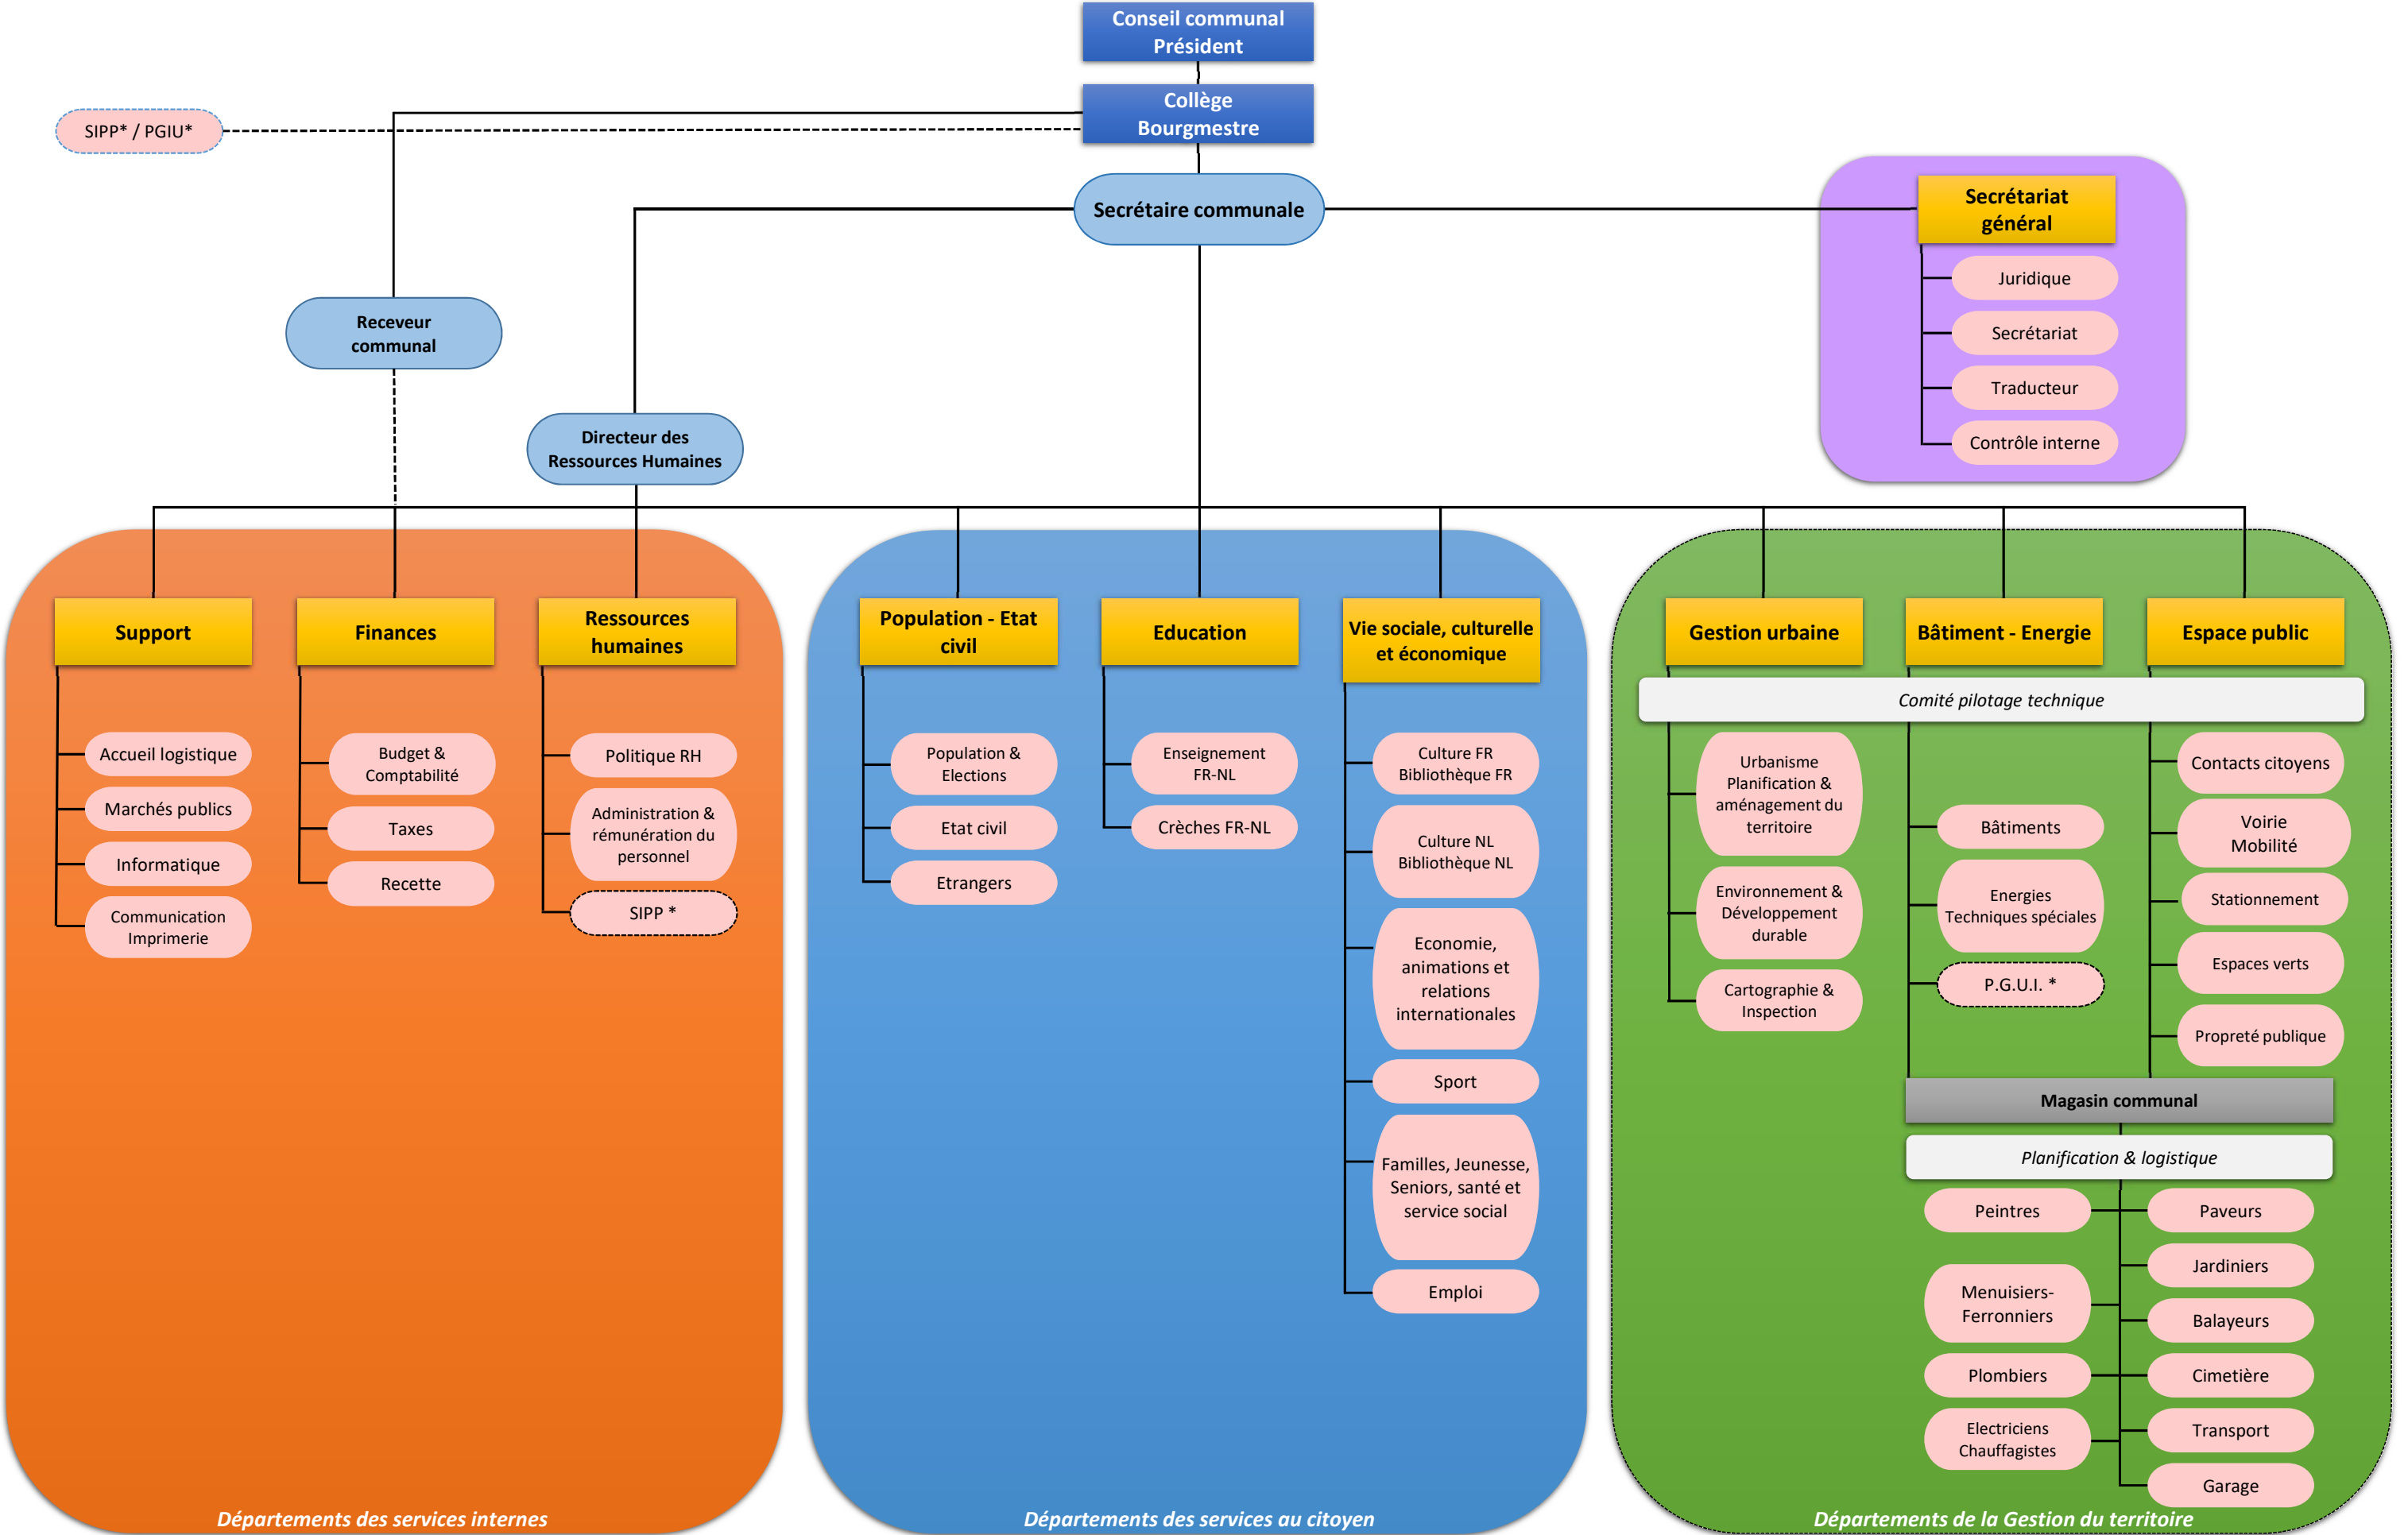 Conseil communal
Président
Collège
Bourgmestre
SIPP* / PGIU*
Secrétaire communale
Secrétariat
général
Juridique
Secrétariat
Traducteur
Contrôle interne
Receveur
communal
Directeur des
Ressources Humaines
Support
Accueil logistique
Marchés publics
Informatique
Communication
Imprimerie
Finances
Budget &
Comptabilité
Taxes
Recette
Ressources
humaines
Politique RH
Administration &
rémunération du
personnel
SIPP *
Départements des services internes
Population - Etat
civil
Population &
Elections
Etat civil
Etrangers
Education
Enseignement
FR-NL
Crèches FR-NL
Vie sociale, culturelle
et économique
Culture FR
Bibliothèque FR
Culture NL
Bibliothèque NL
Economie,
animations et
relations
internationales
Sport
Familles, Jeunesse,
Seniors, santé et
service social
Emploi
Départements des services au citoyen
Gestion urbaine
Bâtiment - Energie
Espace public
Comité pilotage technique
Urbanisme
Planification &
aménagement du
territoire
Environnement &
Développement
durable
Cartographie &
Inspection
Bâtiments
Energies
Techniques spéciales
P.G.U.I. *
Contacts citoyens
Voirie
Mobilité
Stationnement
Espaces verts
Propreté publique
Magasin communal
Planification & logistique
Peintres
Menuisiers-
Ferronniers
Plombiers
Electriciens
Chauffagistes
Paveurs
Jardiniers
Balayeurs
Cimetière
Transport
Garage
Départements de la Gestion du territoire